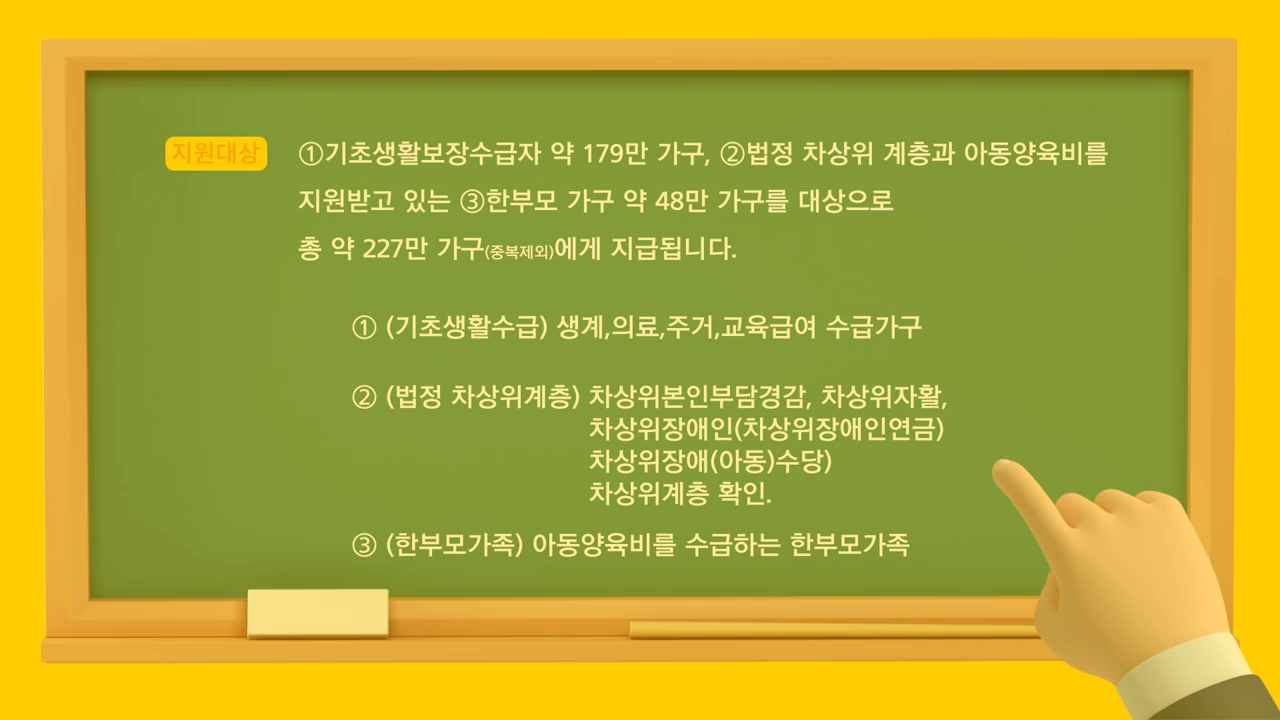 지원대상 ①기초생활보장수급자 약 179만 가구, ②법정 차상위 계층과 아동양육비를
지원받고 있는 ③한부모 가구 약 48만 가구를 대상으로
총 약 227만 가구(중복제외)에게 지급됩니다.
① (기초생활수급) 생계,의료,주거,교육급여 수급가구
② (법정 차상위계층) 차상위본인부담경감, 차상위자활,
차상위장애인(차상위장애인연금)
차상위장애(아동)수당)
차상위계층 확인.
③ (한부모가족) 아동양육비를 수급하는 한부모가족